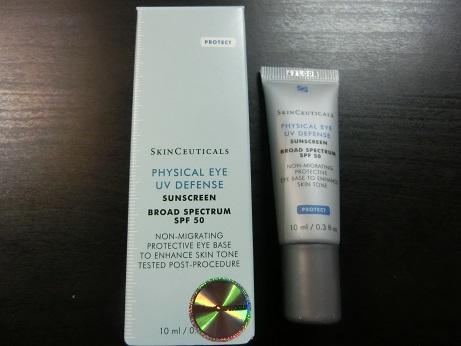 PROTECT
SKINCEUTICALS
PHYSICAL EYE
UV DEFENSE
SUNSCREEN
BROAD SPECTRUM
SPF 50
NON-MIGRATING
PROTECTIVE EYE BASE
TO ENHANCE SKIN TONE
TESTED POST-PROCEDURE
10 ml /
SKINCEUTICALS
PHYSICAL EYE
UV DEFENSE
SUNSCREEN
BROAD SPECTRUM
SPF 50
NON-MIGRATING
PROTECTIVE
EYE BASE TO ENHANCE
SKIN TONE
PROTECT
10 ml / 0.3 fl